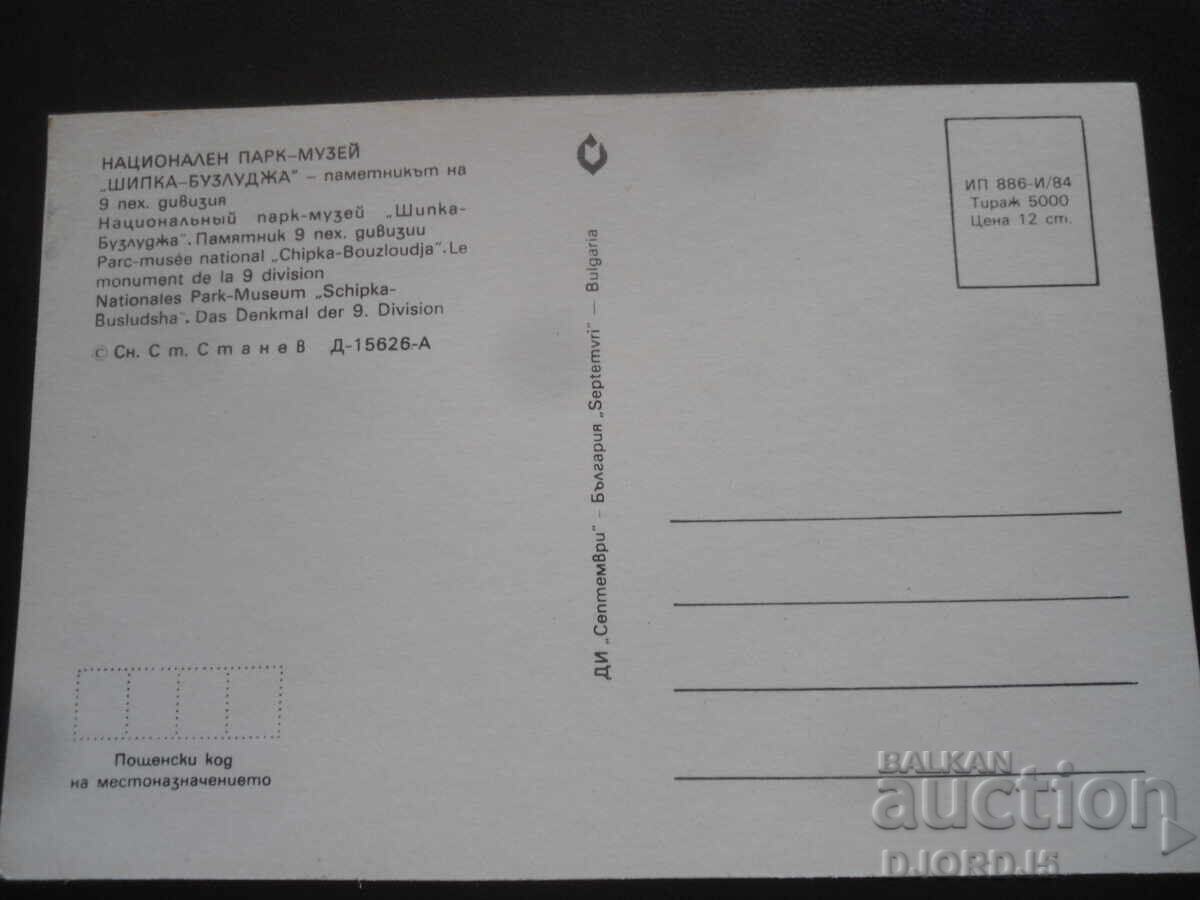 НАЦИОНАЛЕН ПАРК–МУЗЕЙ
„ШИПКА–БУЗЛУДЖА" – паметникът на
9 пех. дивизия
Национальный парк-музей „Шипка-
Бузлуджа". Памятник 9 пех. дивизии
Parc-musée national „Chipka-Bouzloudja". Le
monument de la 9 division
Nationales Park-Museum „Schipka-
Busludsha". Das Denkmal der 9. Division
© Сн. Ст. Станев Д-15626-А
Пощенски код
на местоназначението
ДИ „Септември" – България „Septemvri" — Bulgaria
ИП 886-И/84
Тираж 5000
Цена 12 ст.
BALKAN
auction
DJORDJ5